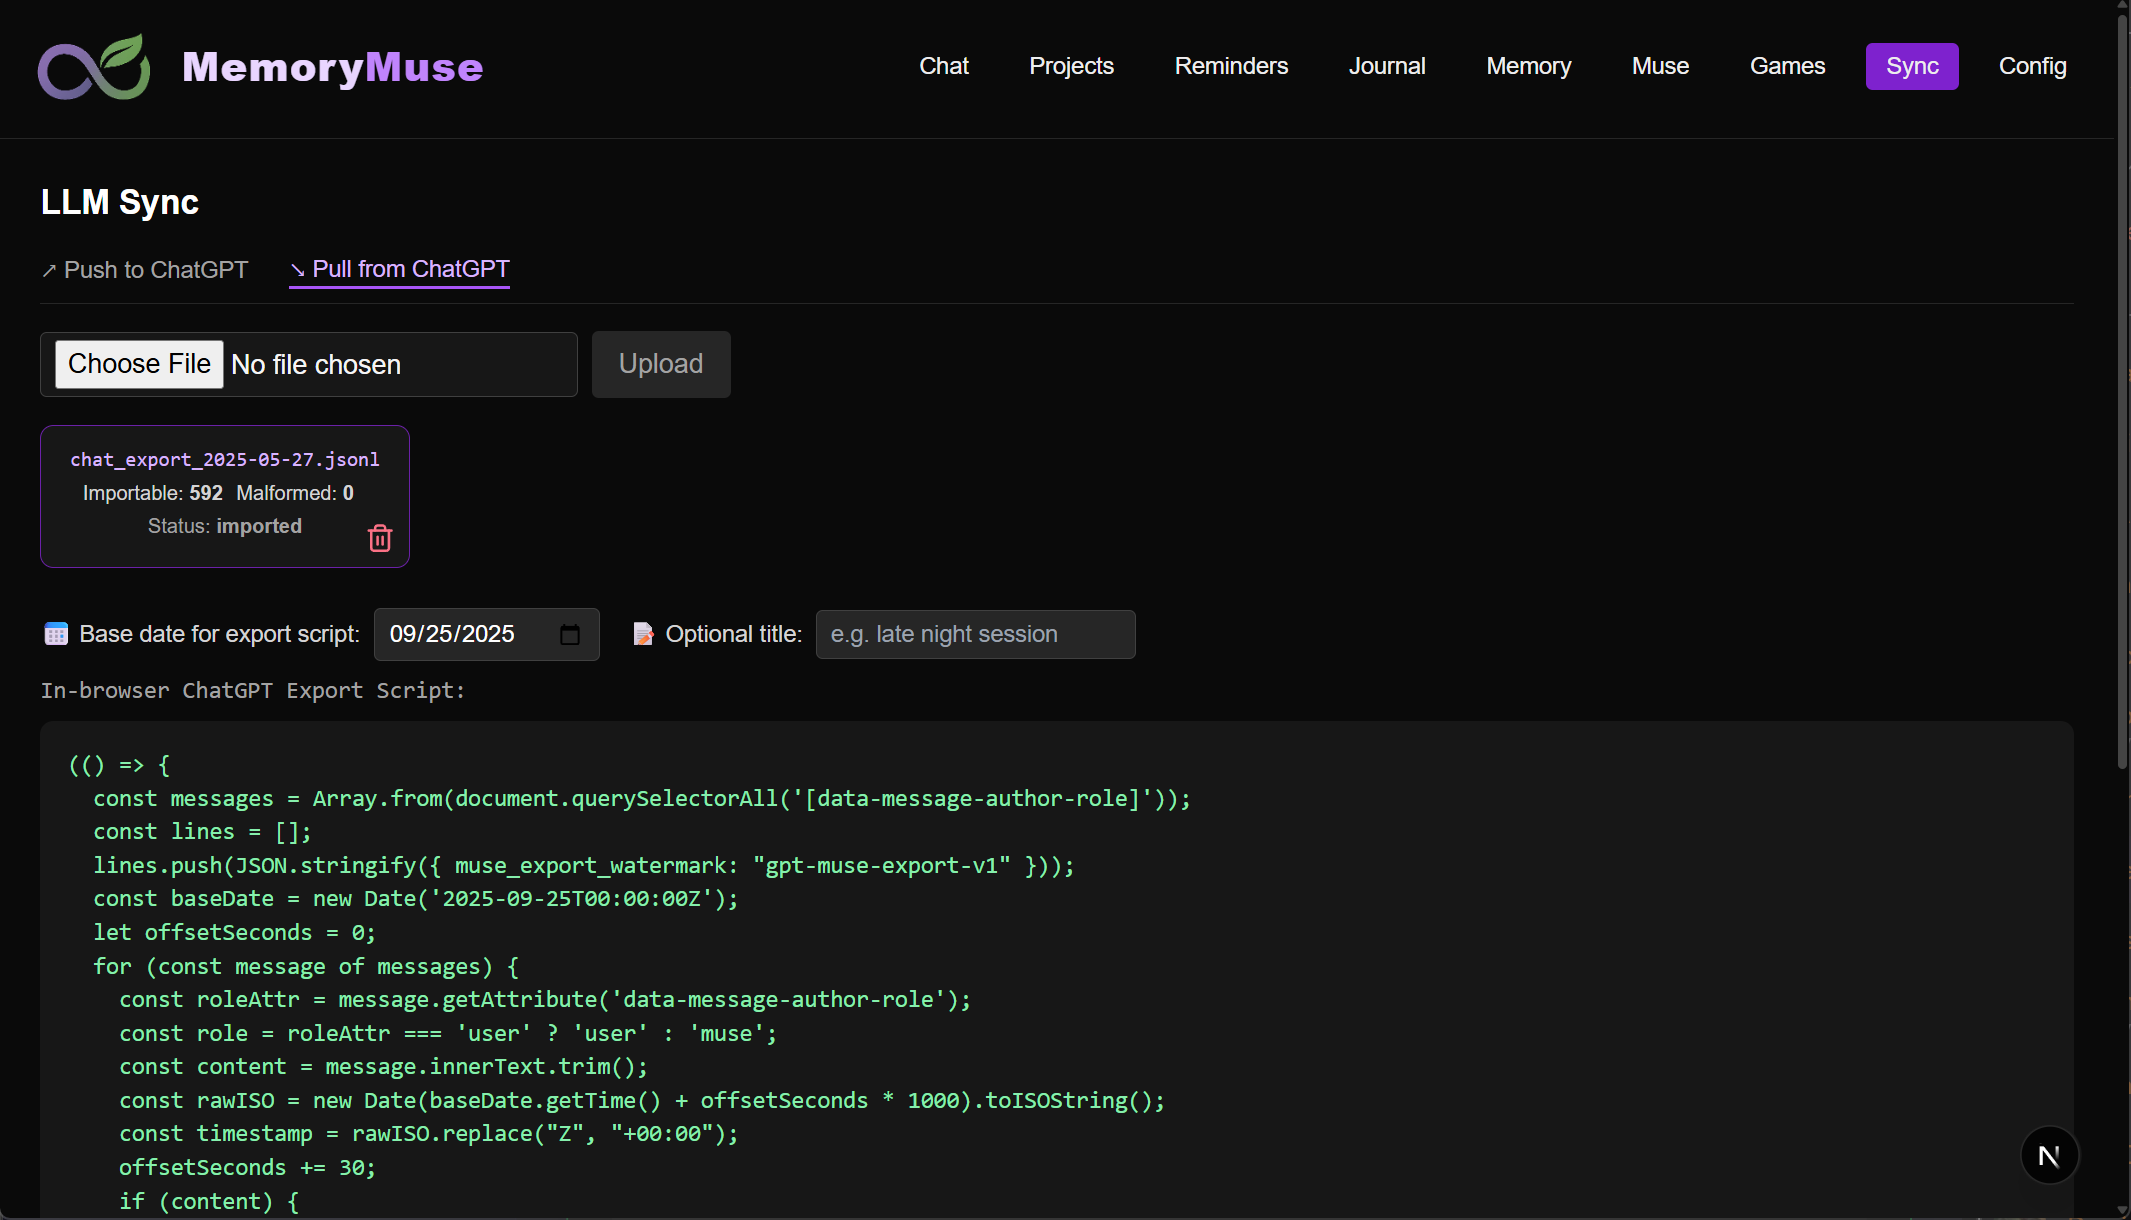 MemoryMuse
Chat Projects Reminders Journal Memory Muse Games Sync Config
LLM Sync
↗ Push to ChatGPT ↘ Pull from ChatGPT
Choose File No file chosen Upload
chat_export_2025-05-27.jsonl
Importable: 592 Malformed: 0
Status: imported
Base date for export script: 09/25/2025 Optional title: e.g. late night session
In-browser ChatGPT Export Script:
(() => {
  const messages = Array.from(document.querySelectorAll('[data-message-author-role]'));
  const lines = [];
  lines.push(JSON.stringify({ muse_export_watermark: "gpt-muse-export-v1" }));
  const baseDate = new Date('2025-09-25T00:00:00Z');
  let offsetSeconds = 0;
  for (const message of messages) {
    const roleAttr = message.getAttribute('data-message-author-role');
    const role = roleAttr === 'user' ? 'user' : 'muse';
    const content = message.innerText.trim();
    const rawISO = new Date(baseDate.getTime() + offsetSeconds * 1000).toISOString();
    const timestamp = rawISO.replace("Z", "+00:00");
    offsetSeconds += 30;
    if (content) {
N